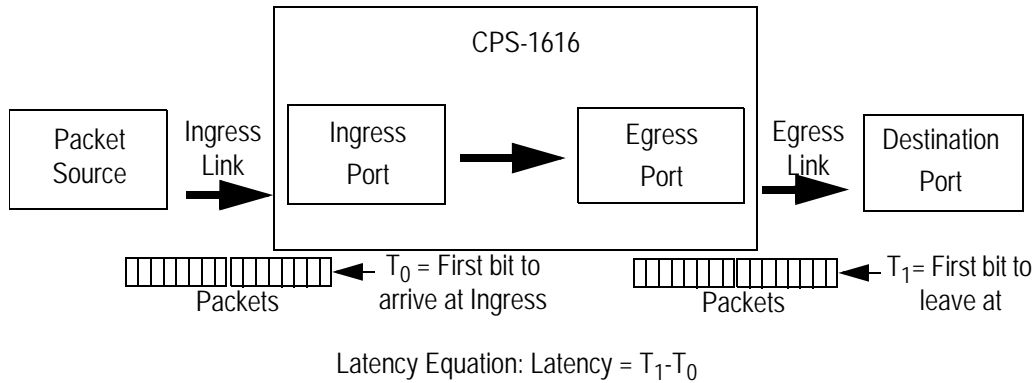 CPS-1616
Packet
Source
Ingress
Link
Ingress
Port
Egress
Port
Egress
Link
Destination
Port
T₀ = First bit to
arrive at Ingress
Packets
T₁= First bit to
leave at
Packets
Latency Equation: Latency = T₁-T₀